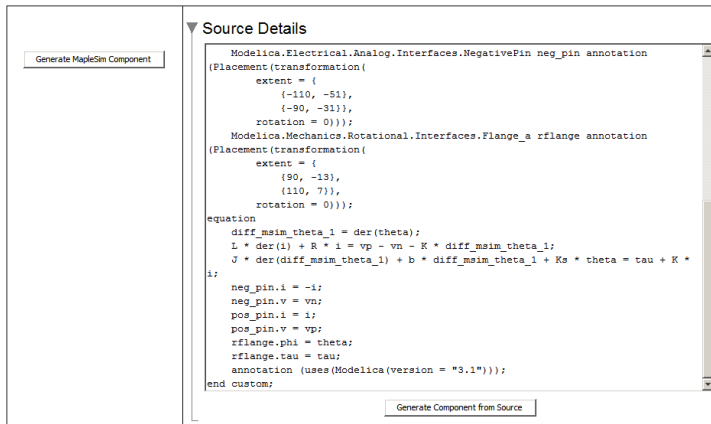 Source Details
Generate MapleSim Component
Modelica.Electrical.Analog.Interfaces.NegativePin neg_pin annotation
(Placement(transformation(
extent = {
{-110, -51},
{-90, -31}},
rotation = 0)));
Modelica.Mechanics.Rotational.Interfaces.Flange_a rflange annotation
(Placement(transformation(
extent = {
{90, -13},
{110, 7}},
rotation = 0)));
equation
diff_msim_theta_1 = der(theta);
L * der(i) + R * i = vp - vn - K * diff_msim_theta_1;
J * der(diff_msim_theta_1) + b * diff_msim_theta_1 + Ks * theta = tau + K *
i;
neg_pin.i = -i;
neg_pin.v = vn;
pos_pin.i = i;
pos_pin.v = vp;
rflange.phi = theta;
rflange.tau = tau;
annotation (uses(Modelica(version = "3.1")));
end custom;
Generate Component from Source